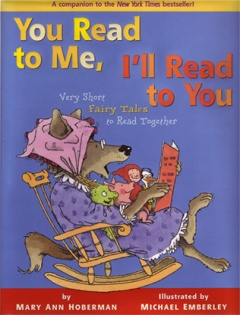 A companion to the New York Times bestseller!
You Read
to Me,
I'll Read
to You
Very Short
Fairy Tales
to Read Together
by
MARY ANN HOBERMAN
Illustrated by
MICHAEL EMBERLEY